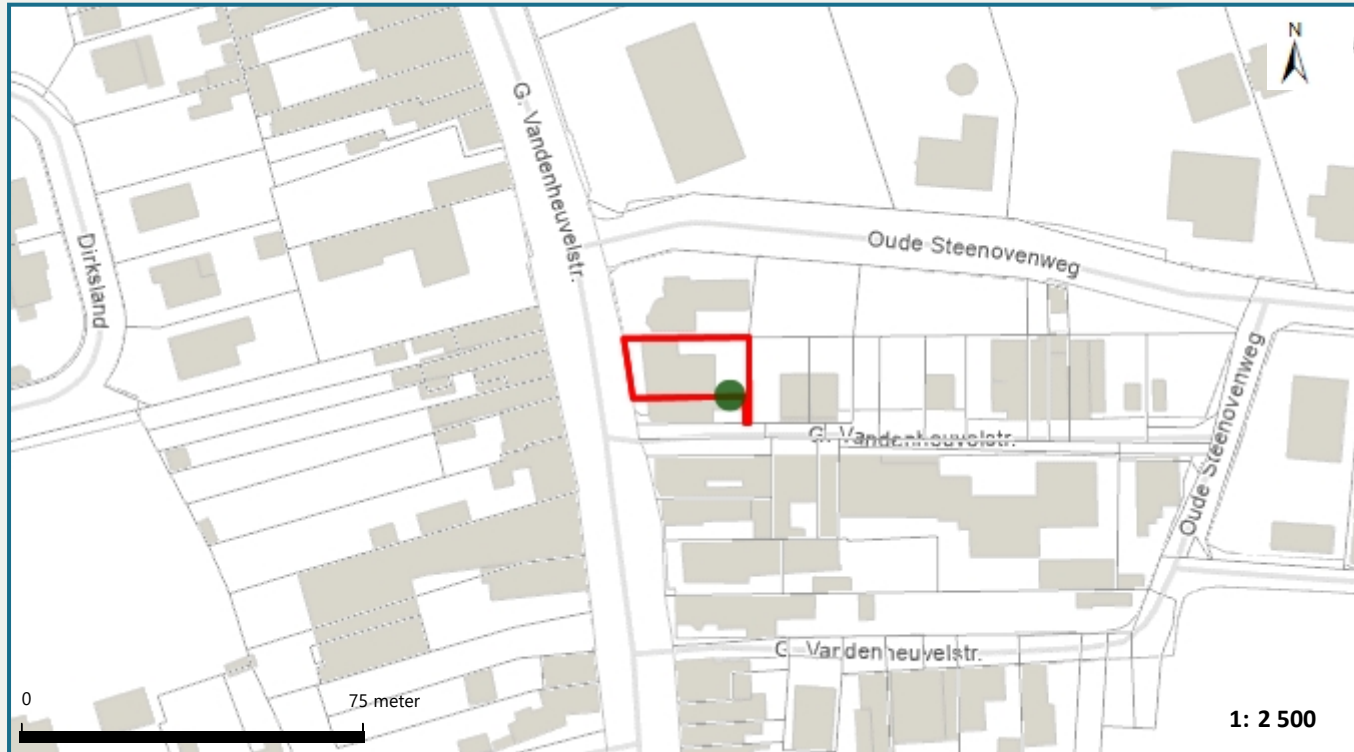 N
G. Vandenheuvelstr.
Oude Steenovenweg
Dirksland
G. Vandenheuvelstr.
Oude Steenovenweg
G. Vandenheuvelstr.
0
75 meter
1: 2 500